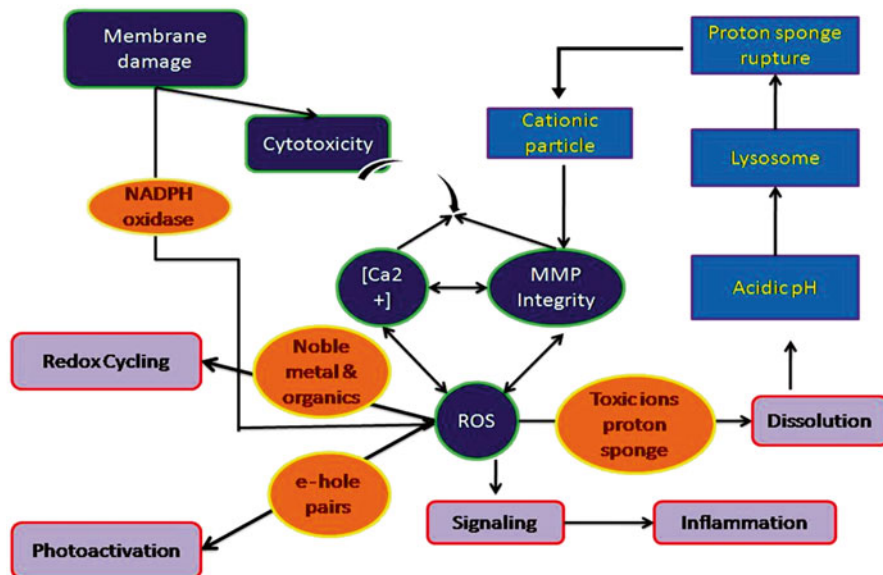 Membrane
damage
Proton sponge
rupture
Cationic
particle
Cytotoxicity
Lysosome
NADPH
oxidase
[Ca2
+]
MMP
Integrity
Acidic pH
Redox Cycling
Noble
metal &
organics
ROS
Toxic ions
proton
sponge
Dissolution
e-hole
pairs
Signaling
Inflammation
Photoactivation